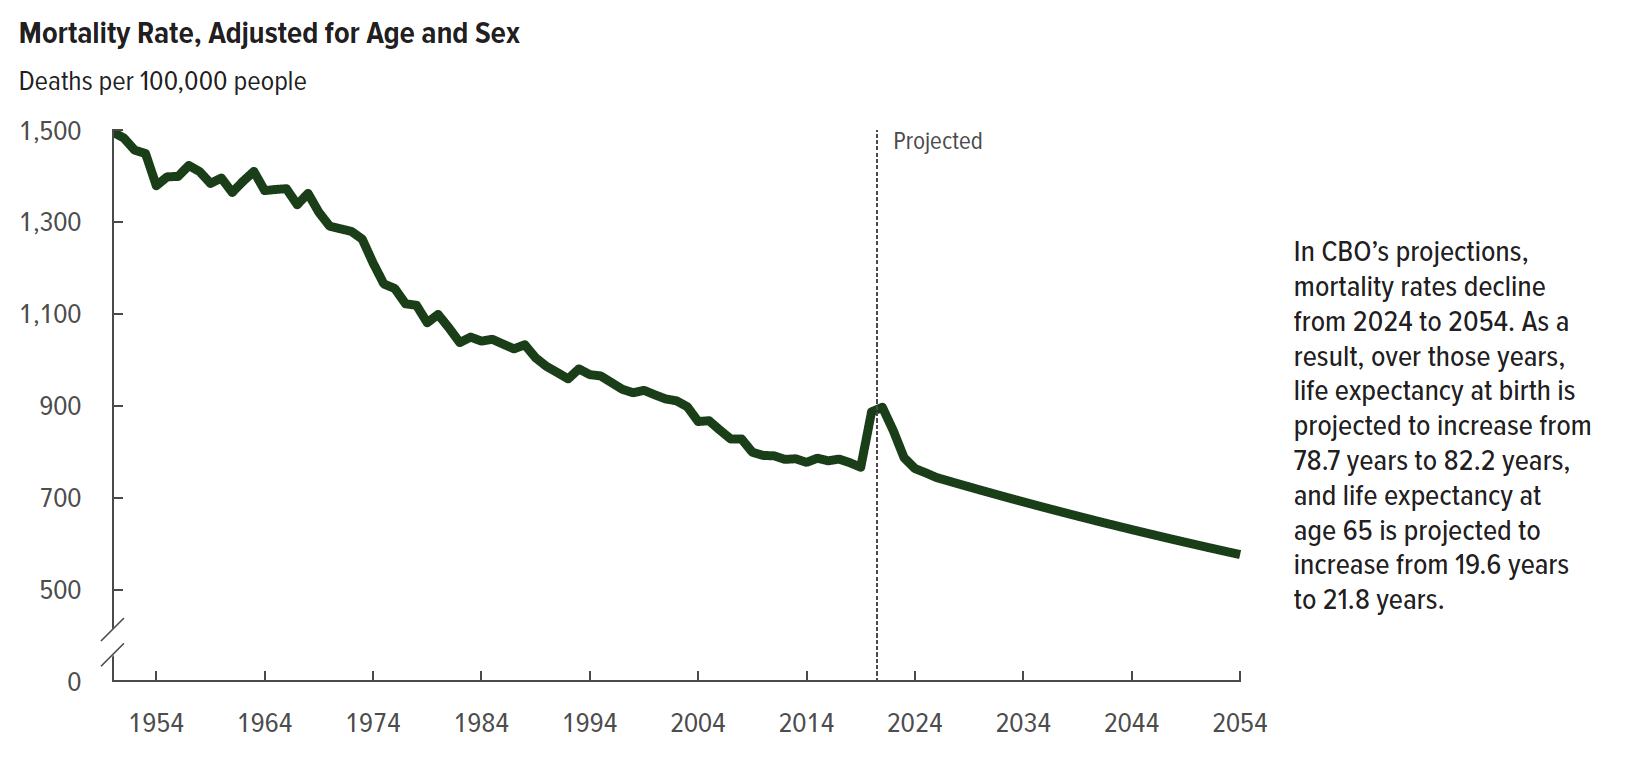 Mortality Rate, Adjusted for Age and Sex
Deaths per 100,000 people
1,500
1,300
1,100
900
700
500
0
Projected
1954 1964 1974 1984 1994 2004 2014 2024 2034 2044 2054
In CBO’s projections,
mortality rates decline
from 2024 to 2054. As a
result, over those years,
life expectancy at birth is
projected to increase from
78.7 years to 82.2 years,
and life expectancy at
age 65 is projected to
increase from 19.6 years
to 21.8 years.